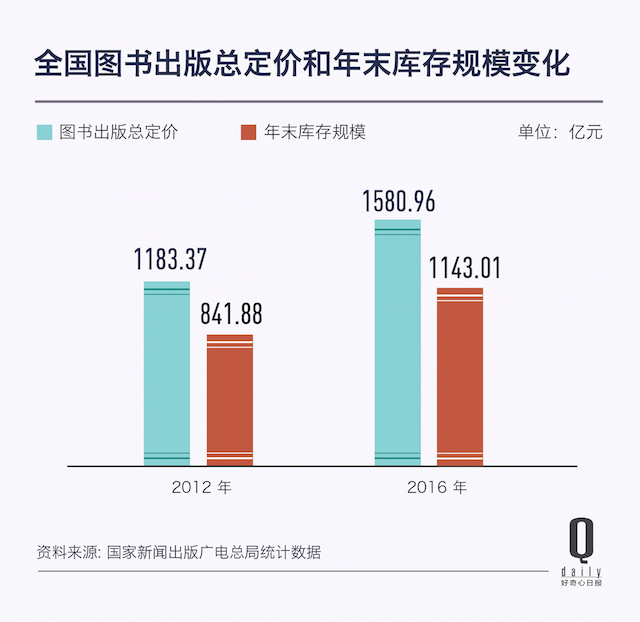 全国图书出版总定价和年末库存规模变化
图书出版总定价 年末库存规模 单位：亿元
1580.96
1183.37
1143.01
841.88
2012 年 2016 年
资料来源: 国家新闻出版广电总局统计数据
Q
daily
好奇心日报